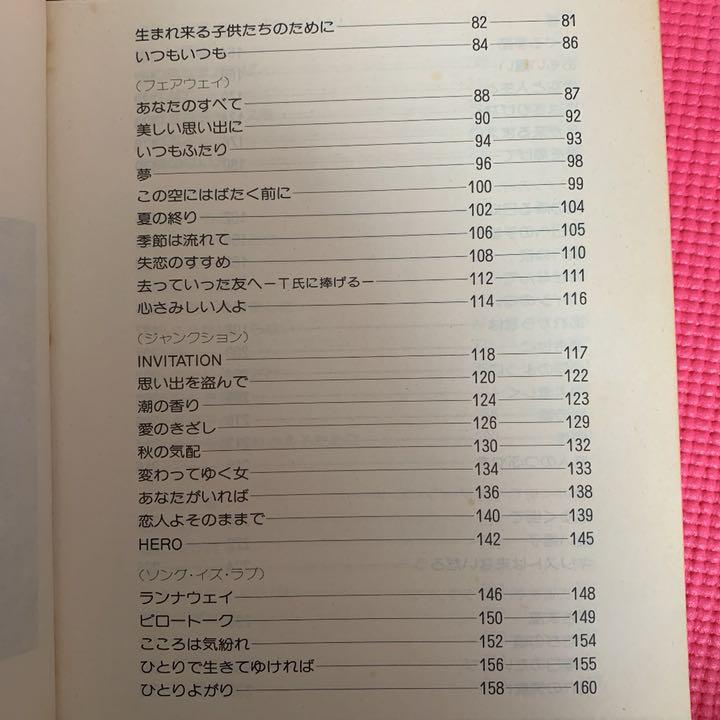 生まれ来る子供たちのために 82 81
いつもいつも 84 86
(フェアウェイ)
あなたのすべて 88 87
美しい思い出に 90 92
いつもふたり 94 93
夢 96 98
この空にはばたく前に 100 99
夏の終り 102 104
季節は流れて 106 105
失恋のすすめ 108 110
去っていった友へ−T氏に捧げる− 112 111
心さみしい人よ 114 116
(ジャンクション)
INVITATION 118 117
思い出を盗んで 120 122
潮の香り 124 123
愛のきざし 126 129
秋の気配 130 132
変わってゆく女 134 133
あなたがいれば 136 138
恋人よそのままで 140 139
HERO 142 145
(ソング・イズ・ラブ)
ランナウェイ 146 148
ピロートーク 150 149
こころは気紛れ 152 154
ひとりで生きてゆければ 156 155
ひとりよがり 158 160